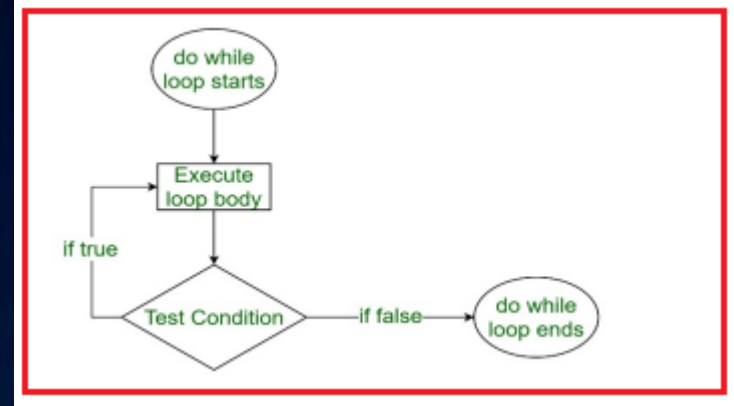 do while
loop starts
Execute
loop body
if true
Test Condition
if false
do while
loop ends